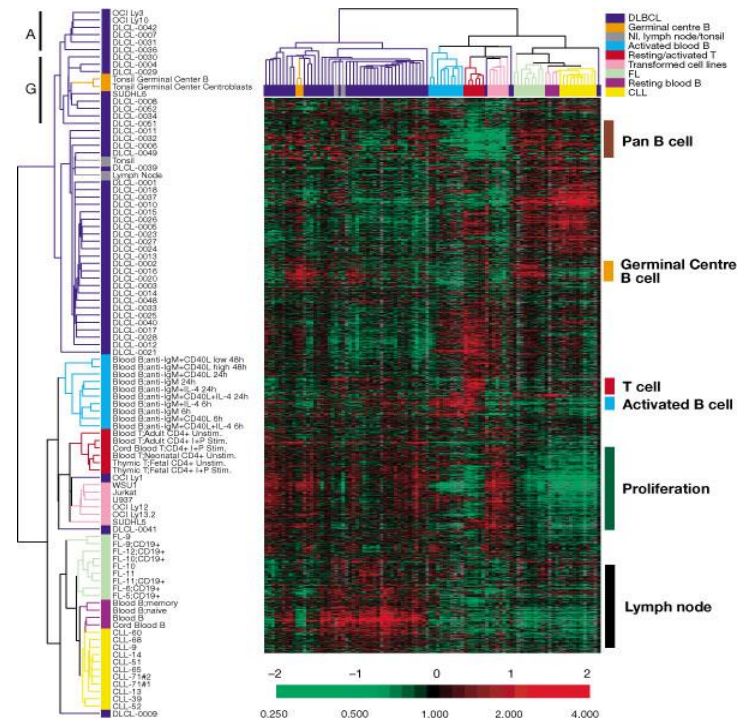 A
G
OCI Ly3
OCI Ly10
DLCL-0042
DLCL-0007
DLCL-0031
DLCL-0036
DLCL-0030
DLCL-0004
DLCL-0029
Tonsil Germinal Center B
Tonsil Germinal Center Centroblasts
SUDHL6
DLCL-0008
DLCL-0052
DLCL-0034
DLCL-0051
DLCL-0011
DLCL-0032
DLCL-0006
DLCL-0049
Tonsil
DLCL-0039
Lymph Node
DLCL-0001
DLCL-0018
DLCL-0037
DLCL-0010
DLCL-0015
DLCL-0026
DLCL-0005
DLCL-0023
DLCL-0027
DLCL-0024
DLCL-0013
DLCL-0002
DLCL-0016
DLCL-0020
DLCL-0003
DLCL-0014
DLCL-0048
DLCL-0033
DLCL-0025
DLCL-0040
DLCL-0017
DLCL-0028
DLCL-0012
DLCL-0021
Blood B;anti-IgM+CD40L low 48h
Blood B;anti-IgM+CD40L high 48h
Blood B;anti-IgM+CD40L 24h
Blood B;anti-IgM 24h
Blood B;anti-IgM+IL-4 24h
Blood B;anti-IgM+CD40L+IL-4 24h
Blood B;anti-IgM+IL-4 6h
Blood B;anti-IgM 6h
Blood B;anti-IgM+CD40L 6h
Blood B;anti-IgM+CD40L+IL-4 6h
Blood T;Adult CD4+ Unstim.
Blood T;Adult CD4+ I+P Stim.
Cord Blood T;CD4+ I+P Stim.
Blood T;Neonatal CD4+ Unstim.
Thymic T;Fetal CD4+ Unstim.
Thymic T;Fetal CD4+ I+P Stim.
OCI Ly1
WSU1
Jurkat
U937
OCI Ly12
OCI Ly13.2
SUDHL5
DLCL-0041
FL-9
FL-9;CD19+
FL-12;CD19+
FL-10;CD19+
FL-10
FL-11
FL-11;CD19+
FL-6;CD19+
FL-5;CD19+
Blood B;memory
Blood B;naive
Blood B
Cord Blood B
CLL-60
CLL-68
CLL-9
CLL-14
CLL-51
CLL-65
CLL-71#2
CLL-71#1
CLL-13
CLL-39
CLL-52
DLCL-0009
DLBCL
Germinal centre B
Nl. lymph node/tonsil
Activated blood B
Resting/activated T
Transformed cell lines
FL
Resting blood B
CLL
Pan B cell
Germinal Centre
B cell
T cell
Activated B cell
Proliferation
Lymph node
−2 −1 0 1 2
0.250 0.500 1.000 2.000 4.000